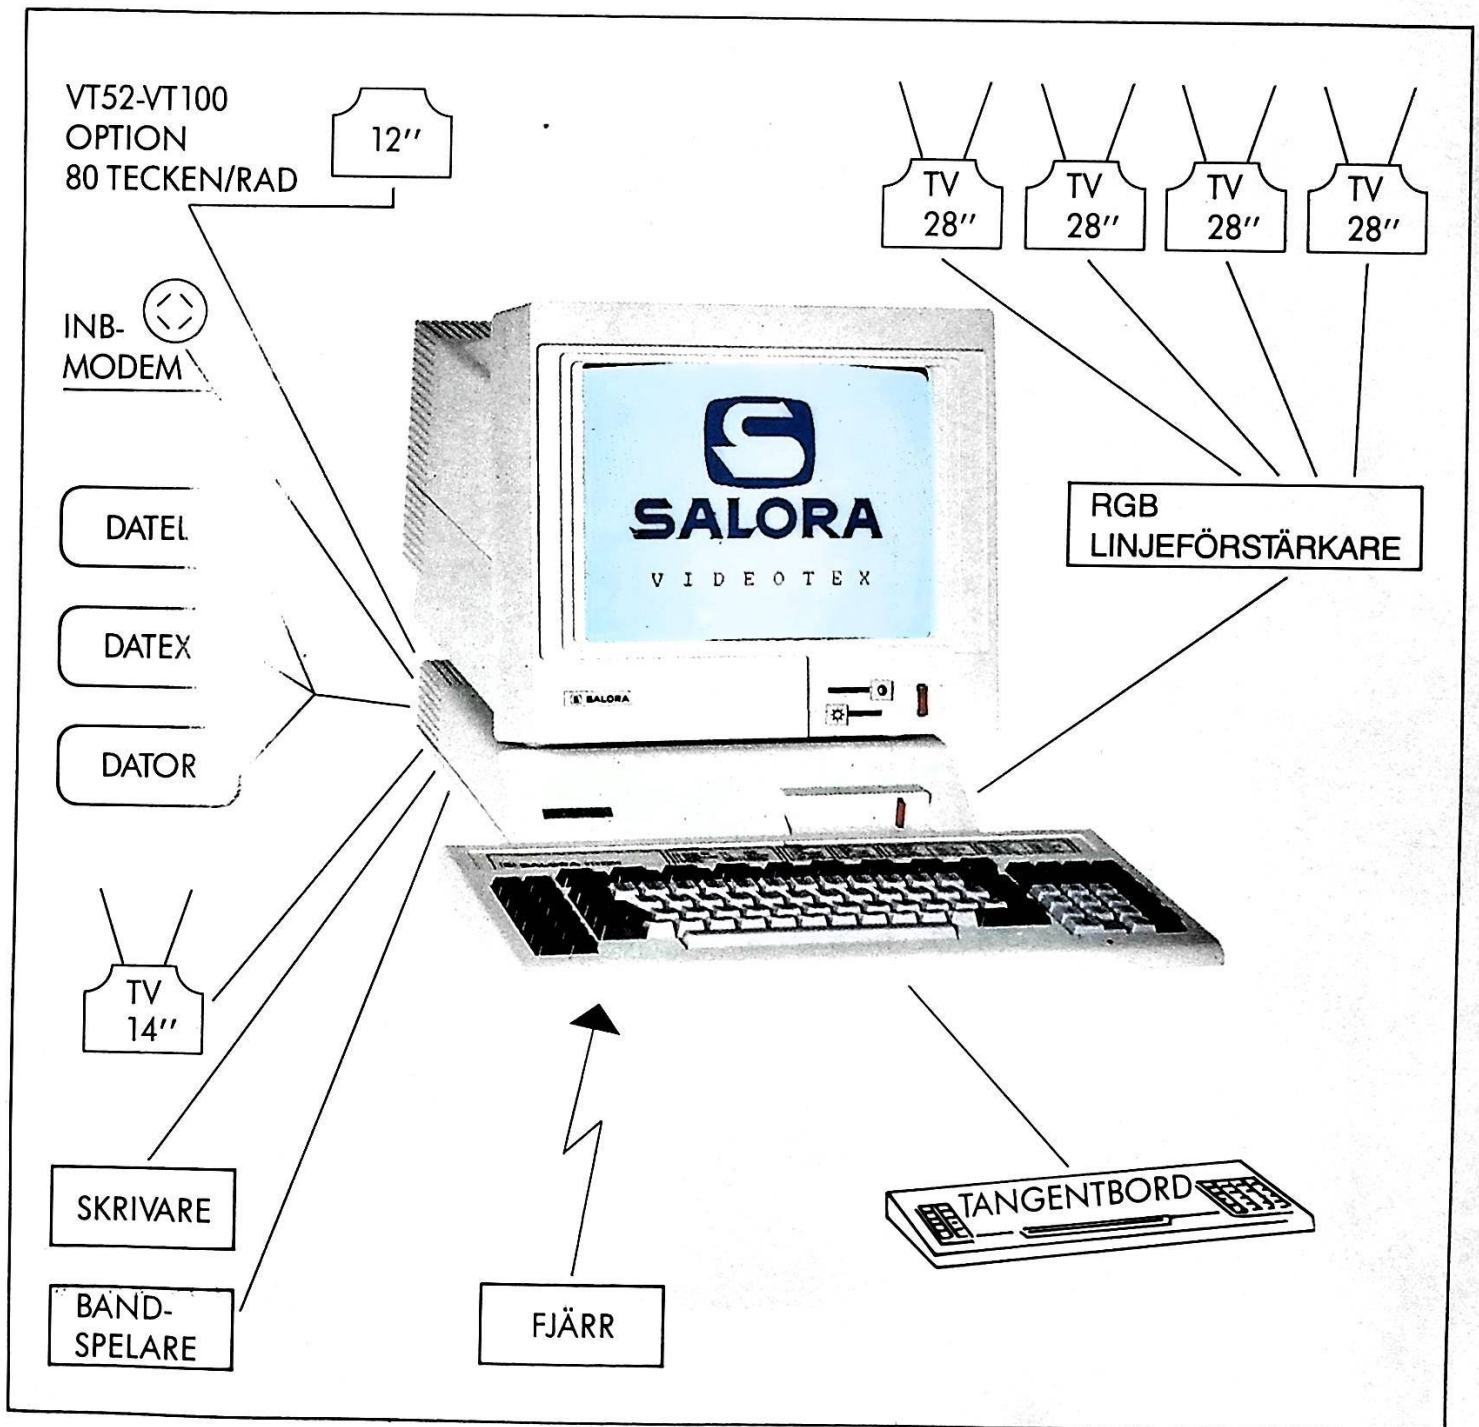 VT52-VT100
OPTION
80 TECKEN/RAD
12’’
TV
28’’
TV
28’’
TV
28’’
TV
28’’
INB-
MODEM
SALORA
VIDEOTEX
RGB
LINJEFÖRSTÄRKARE
DATEL
DATEX
DATOR
SALORA
SALORA
TV
14’’
SKRIVARE
BAND-
SPELARE
FJÄRR
TANGENTBORD